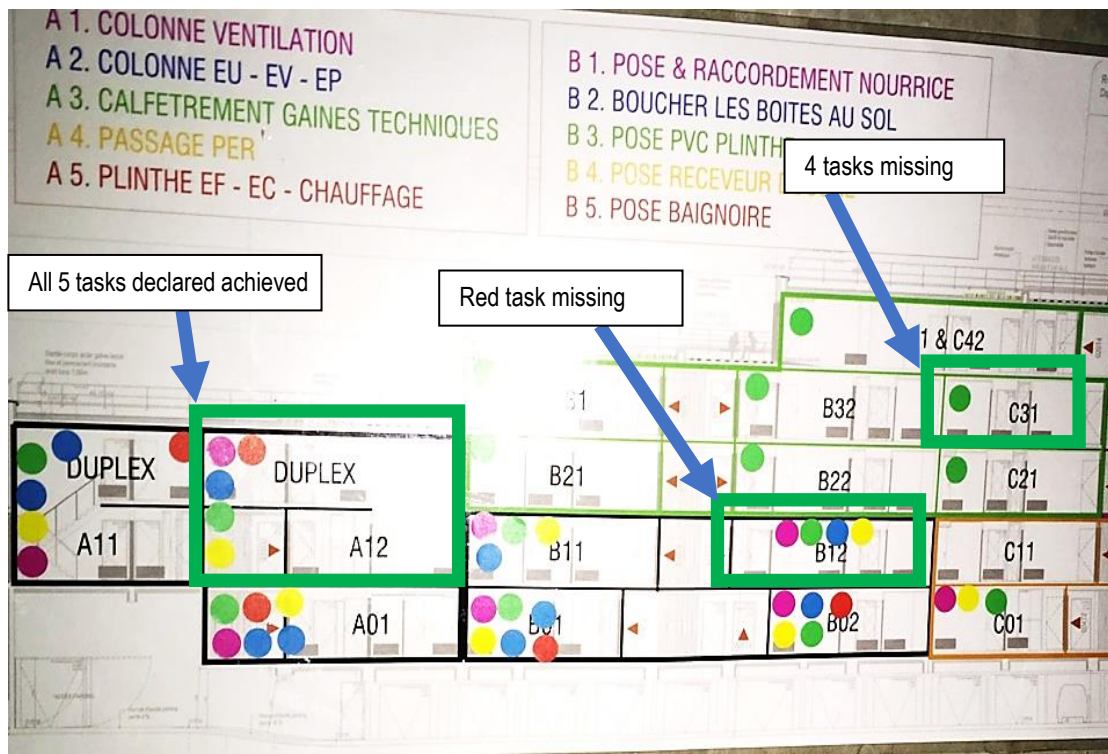 A 1. COLONNE VENTILATION
A 2. COLONNE EU - EV - EP
A 3. CALFETREMENT GAINES TECHNIQUES
A 4. PASSAGE PER
A 5. PLINTHE EF - EC - CHAUFFAGE
B 1. POSE & RACCORDEMENT NOURRICE
B 2. BOUCHER LES BOITES AU SOL
B 3. POSE PVC PLINTH
B 4. POSE RECEVEUR
B 5. POSE BAIGNOIRE
4 tasks missing
All 5 tasks declared achieved
Red task missing
1 & C42
B32
C31
DUPLEX
DUPLEX
B21
B22
C21
A11
A12
B11
B12
C11
A01
B01
B02
C01